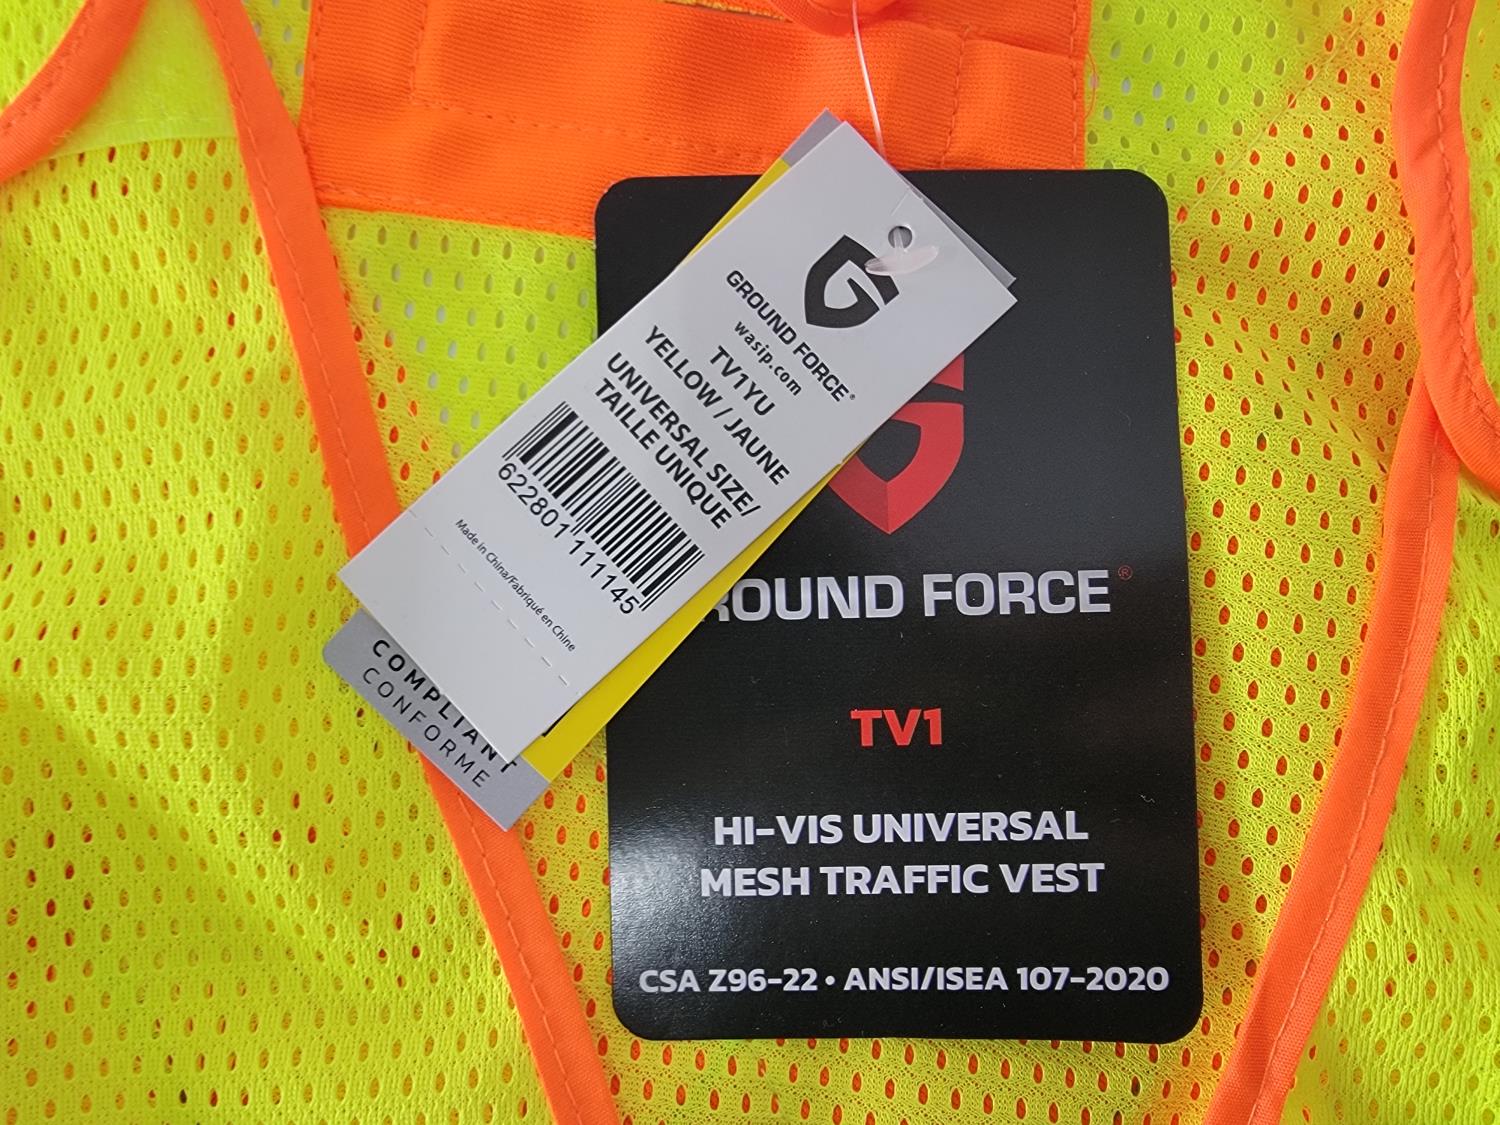 GROUND FORCE®
wasip.com
TV1YU
YELLOW / JAUNE
UNIVERSAL SIZE/
TAILLE UNIQUE
622801111145
Made in China/Fabriqué en Chine
COMPLIANT
CONFORME
ROUND FORCE®
TV1
HI-VIS UNIVERSAL
MESH TRAFFIC VEST
CSA Z96-22 • ANSI/ISEA 107-2020